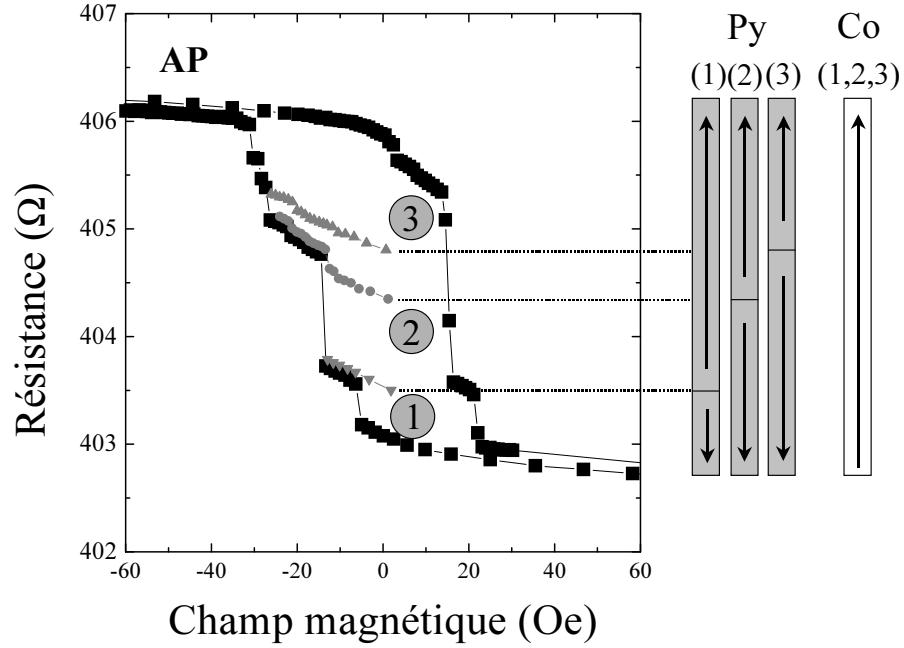 407
AP
Py
Co
(1) (2) (3)
(1,2,3)
406
405
404
403
402
3
2
1
-60 -40 -20 0 20 40 60
Résistance (Ω)
Champ magnétique (Oe)